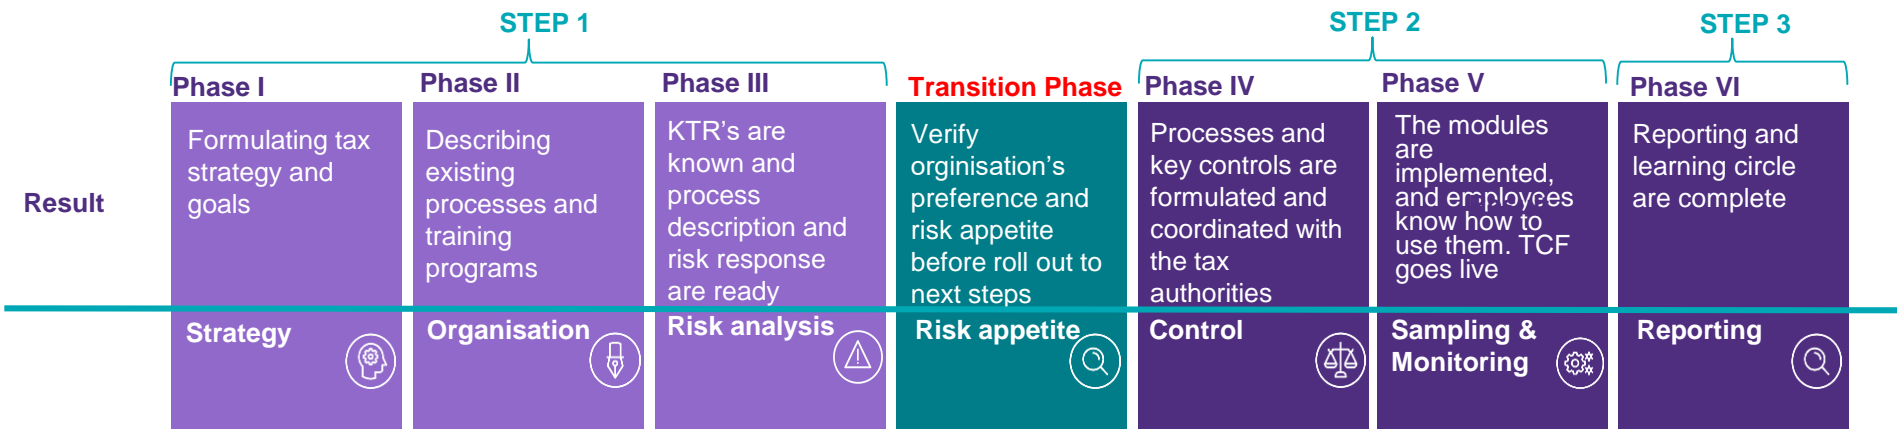 STEP 1
STEP 2
STEP 3
Phase I
Phase II
Phase III
Transition Phase
Phase IV
Phase V
Phase VI
Result
Formulating tax
strategy and
goals
Describing
existing
processes and
training
programs
KTR's are
known and
process
description and
risk response
are ready
Verify
orginisation's
preference and
risk appetite
before roll out to
next steps
Processes and
key controls are
formulated and
coordinated with
the tax
authorities
The modules
are
implemented,
and employees
know how to
use them. TCF
goes live
Reporting and
learning circle
are complete
Strategy
Organisation
Risk analysis
Risk appetite
Control
Sampling &
Monitoring
Reporting